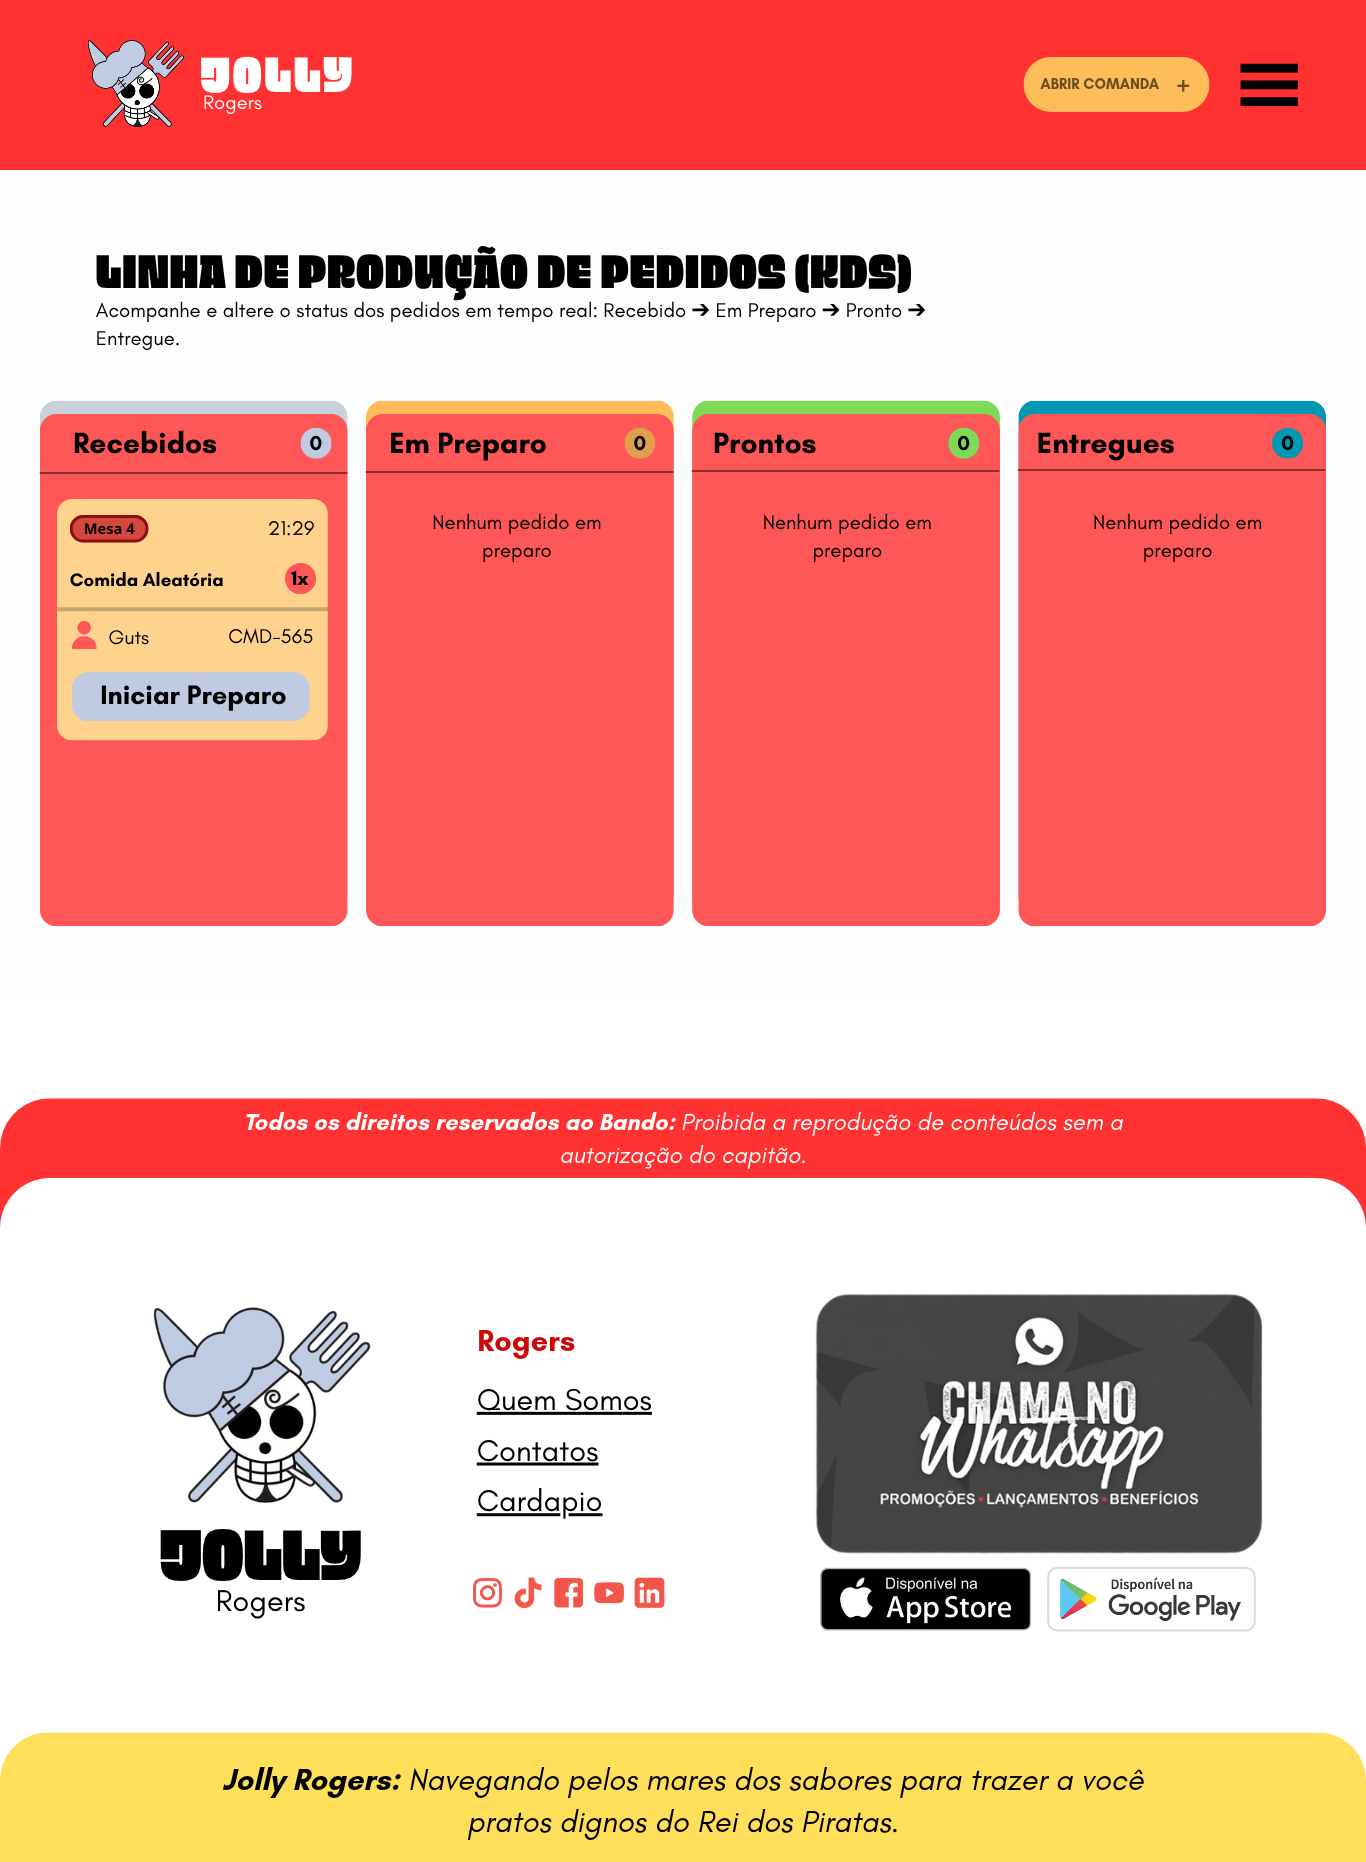 JOLLY
Rogers
ABRIR COMANDA +
LINHA DE PRODUÇÃO DE PEDIDOS (KDS)
Acompanhe e altere o status dos pedidos em tempo real: Recebido ➔ Em Preparo ➔ Pronto ➔
Entregue.
Recebidos 0
Mesa 4 21:29
Comida Aleatória 1x
Guts CMD-565
Iniciar Preparo
Em Preparo 0
Nenhum pedido em
preparo
Prontos 0
Nenhum pedido em
preparo
Entregues 0
Nenhum pedido em
preparo
Todos os direitos reservados ao Bando: Proibida a reprodução de conteúdos sem a
autorização do capitão.
JOLLY
Rogers
Rogers
Quem Somos
Contatos
Cardapio
CHAMA NO
Whatsapp
PROMOÇÕES • LANÇAMENTOS • BENEFÍCIOS
Disponível na
App Store
Disponível na
Google Play
Jolly Rogers: Navegando pelos mares dos sabores para trazer a você
pratos dignos do Rei dos Piratas.